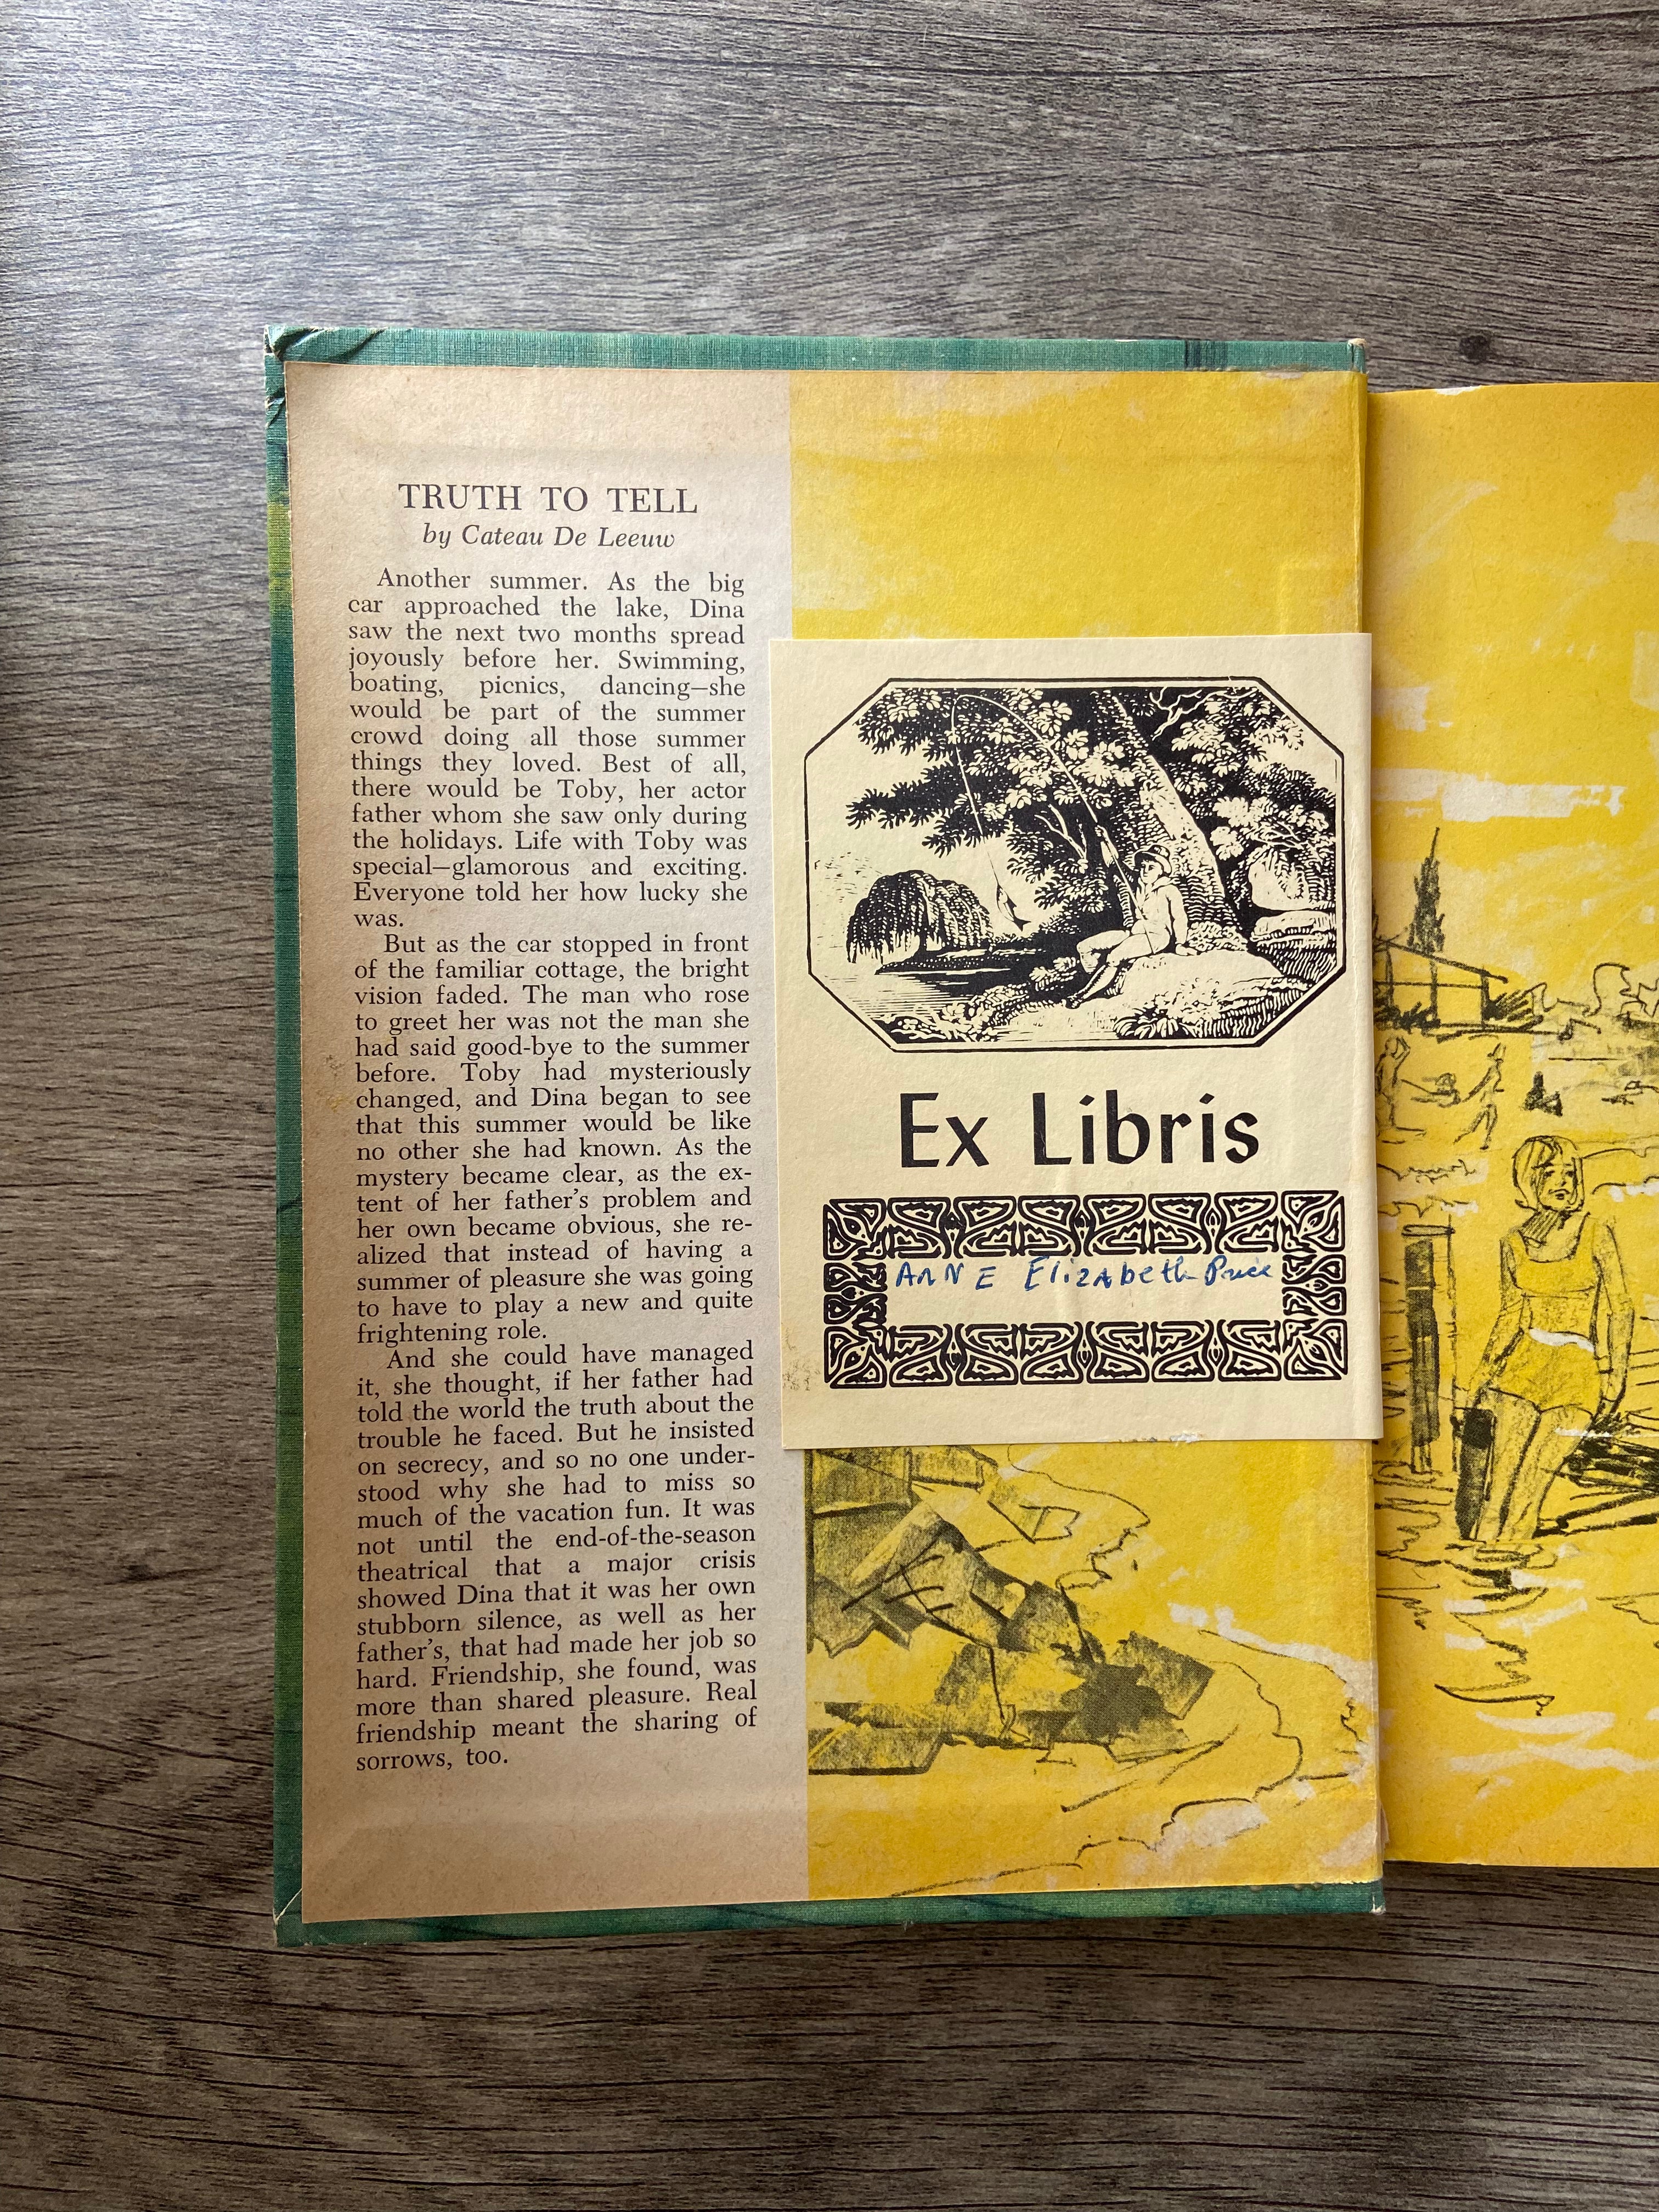 TRUTH TO TELL
by Cateau De Leeuw
Another summer. As the big
car approached the lake, Dina
saw the next two months spread
joyously before her. Swimming,
boating, picnics, dancing—she
would be part of the summer
crowd doing all those summer
things they loved. Best of all,
there would be Toby, her actor
father whom she saw only during
the holidays. Life with Toby was
special—glamorous and exciting.
Everyone told her how lucky she
was.
But as the car stopped in front
of the familiar cottage, the bright
vision faded. The man who rose
to greet her was not the man she
had said good-bye to the summer
before. Toby had mysteriously
changed, and Dina began to see
that this summer would be like
no other she had known. As the
mystery became clear, as the ex-
tent of her father's problem and
her own became obvious, she re-
alized that instead of having a
summer of pleasure she was going
to have to play a new and quite
frightening role.
And she could have managed
it, she thought, if her father had
told the world the truth about the
trouble he faced. But he insisted
on secrecy, and so no one under-
stood why she had to miss so
much of the vacation fun. It was
not until the end-of-the-season
theatrical that a major crisis
showed Dina that it was her own
stubborn silence, as well as her
father's, that had made her job so
hard. Friendship, she found, was
more than shared pleasure. Real
friendship meant the sharing of
sorrows, too.
Ex Libris
ANNE Elizabeth Price